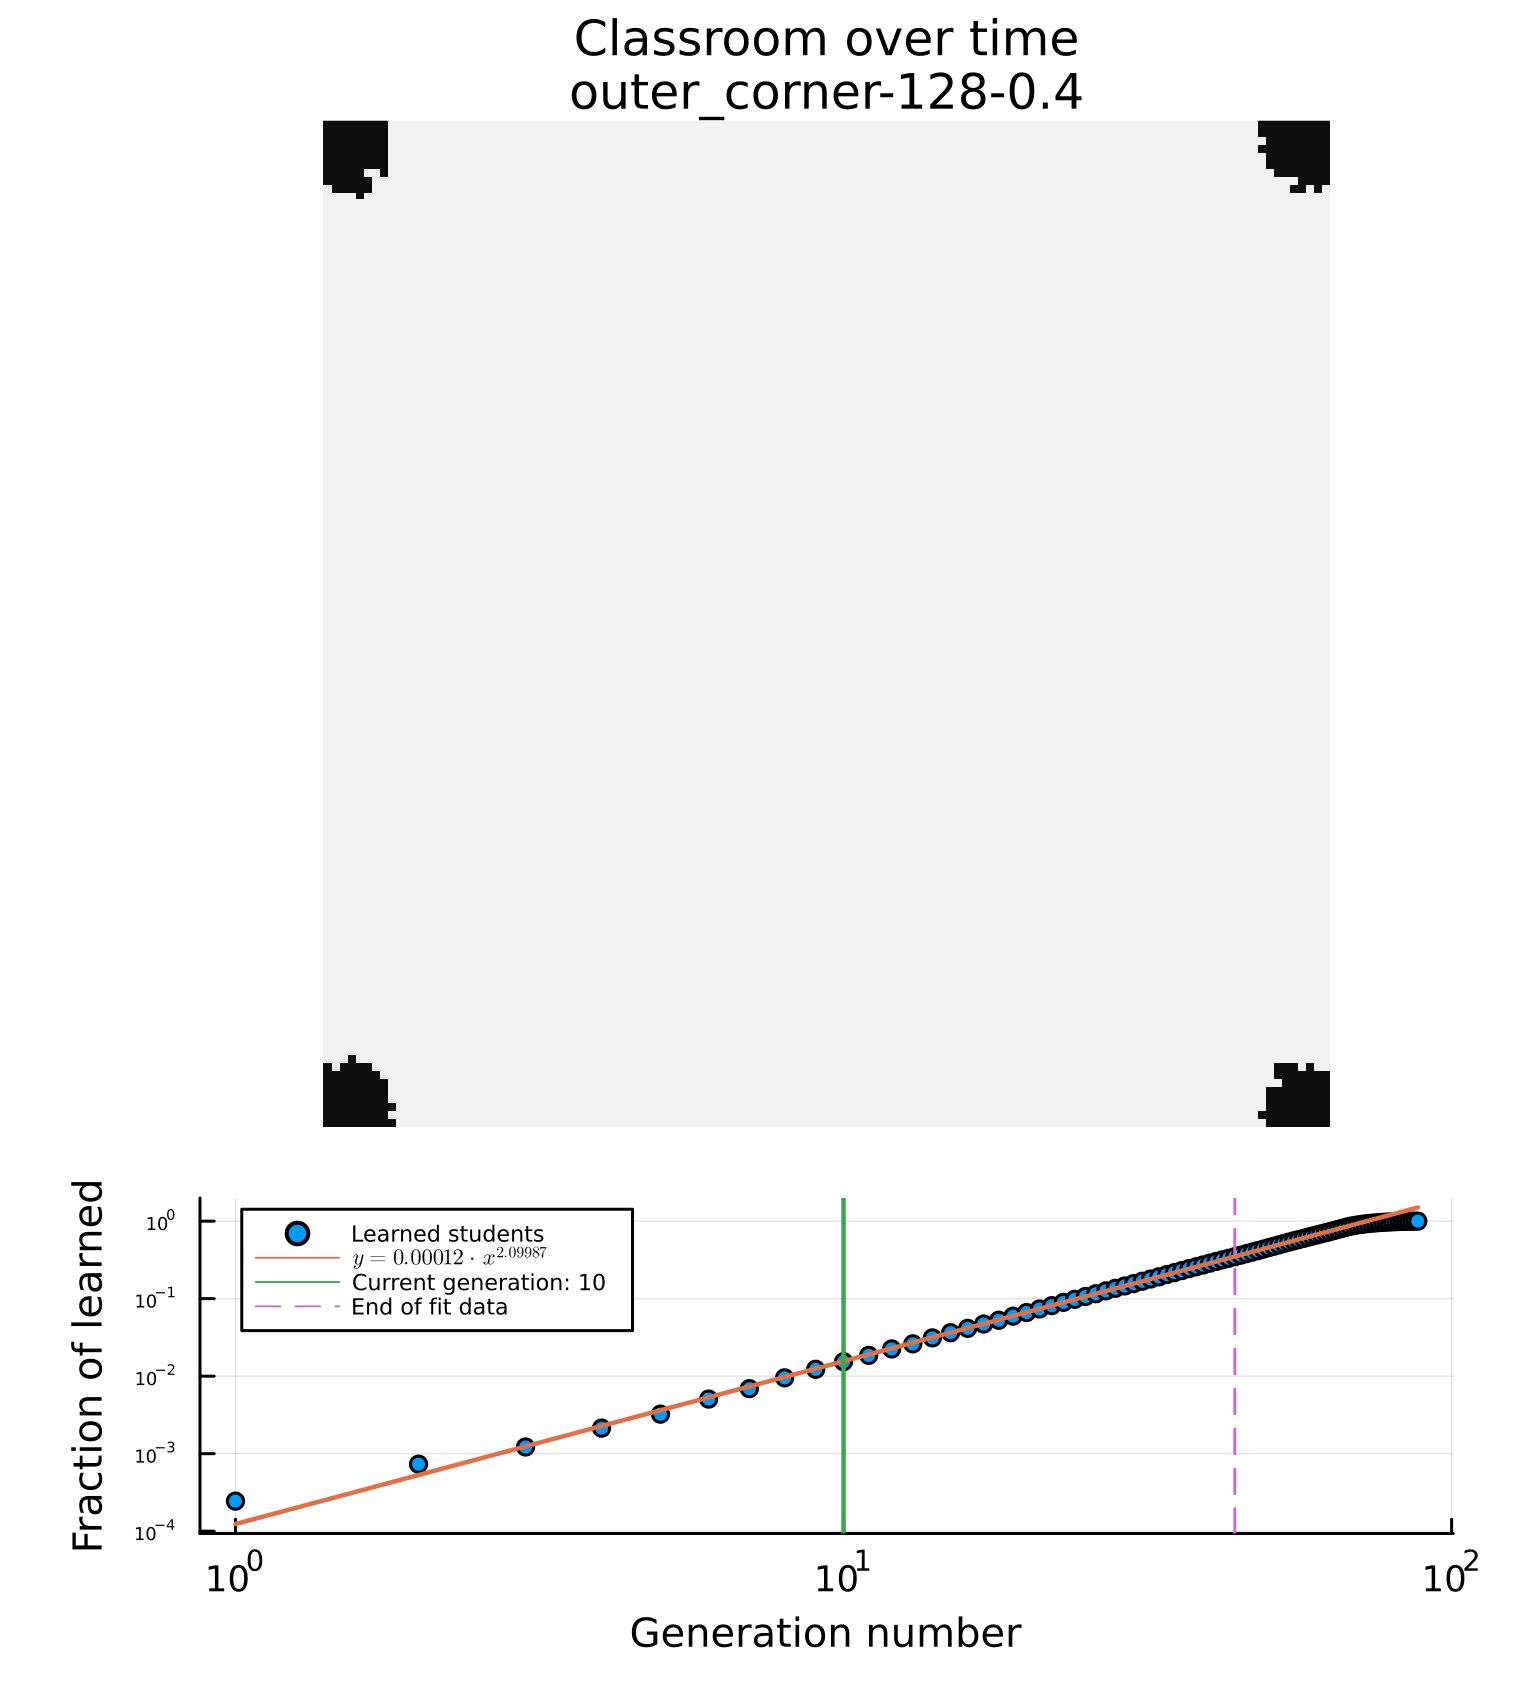 Classroom over time
outer_corner-128-0.4
Fraction of learned
10^0
10^-1
10^-2
10^-3
10^-4
Learned students
y = 0.00012 · x^2.09987
Current generation: 10
End of fit data
10^0
10^1
10^2
Generation number